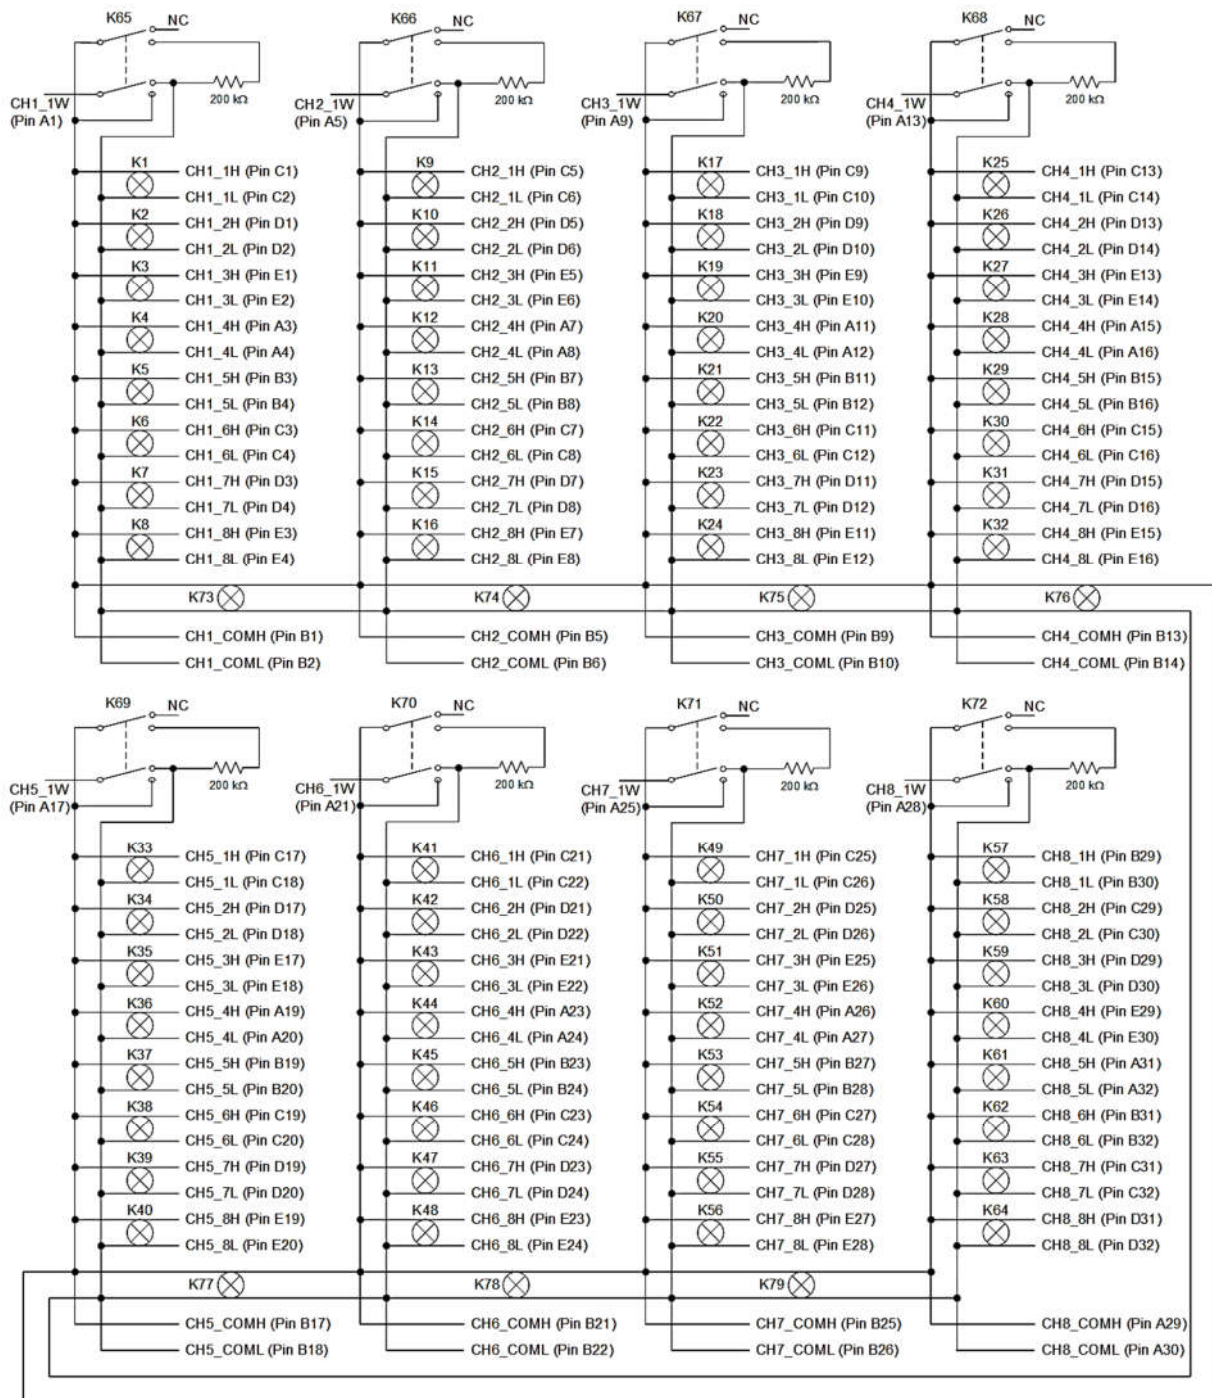 K65 NC K66 NC K67 NC K68 NC
CH1_1W 200 kΩ CH2_1W 200 kΩ CH3_1W 200 kΩ CH4_1W 200 kΩ
(Pin A1) (Pin A5) (Pin A9) (Pin A13)
K1 CH1_1H (Pin C1) K9 CH2_1H (Pin C5) K17 CH3_1H (Pin C9) K25 CH4_1H (Pin C13)
CH1_1L (Pin C2) CH2_1L (Pin C6) CH3_1L (Pin C10) CH4_1L (Pin C14)
K2 CH1_2H (Pin D1) K10 CH2_2H (Pin D5) K18 CH3_2H (Pin D9) K26 CH4_2H (Pin D13)
CH1_2L (Pin D2) CH2_2L (Pin D6) CH3_2L (Pin D10) CH4_2L (Pin D14)
K3 CH1_3H (Pin E1) K11 CH2_3H (Pin E5) K19 CH3_3H (Pin E9) K27 CH4_3H (Pin E13)
CH1_3L (Pin E2) CH2_3L (Pin E6) CH3_3L (Pin E10) CH4_3L (Pin E14)
K4 CH1_4H (Pin A3) K12 CH2_4H (Pin A7) K20 CH3_4H (Pin A11) K28 CH4_4H (Pin A15)
CH1_4L (Pin A4) CH2_4L (Pin A8) CH3_4L (Pin A12) CH4_4L (Pin A16)
K5 CH1_5H (Pin B3) K13 CH2_5H (Pin B7) K21 CH3_5H (Pin B11) K29 CH4_5H (Pin B15)
CH1_5L (Pin B4) CH2_5L (Pin B8) CH3_5L (Pin B12) CH4_5L (Pin B16)
K6 CH1_6H (Pin C3) K14 CH2_6H (Pin C7) K22 CH3_6H (Pin C11) K30 CH4_6H (Pin C15)
CH1_6L (Pin C4) CH2_6L (Pin C8) CH3_6L (Pin C12) CH4_6L (Pin C16)
K7 CH1_7H (Pin D3) K15 CH2_7H (Pin D7) K23 CH3_7H (Pin D11) K31 CH4_7H (Pin D15)
CH1_7L (Pin D4) CH2_7L (Pin D8) CH3_7L (Pin D12) CH4_7L (Pin D16)
K8 CH1_8H (Pin E3) K16 CH2_8H (Pin E7) K24 CH3_8H (Pin E11) K32 CH4_8H (Pin E15)
CH1_8L (Pin E4) CH2_8L (Pin E8) CH3_8L (Pin E12) CH4_8L (Pin E16)
K73 K74 K75 K76
CH1_COMH (Pin B1) CH2_COMH (Pin B5) CH3_COMH (Pin B9) CH4_COMH (Pin B13)
CH1_COML (Pin B2) CH2_COML (Pin B6) CH3_COML (Pin B10) CH4_COML (Pin B14)
K69 NC K70 NC K71 NC K72 NC
CH5_1W 200 kΩ CH6_1W 200 kΩ CH7_1W 200 kΩ CH8_1W 200 kΩ
(Pin A17) (Pin A21) (Pin A25) (Pin A28)
K33 CH5_1H (Pin C17) K41 CH6_1H (Pin C21) K49 CH7_1H (Pin C25) K57 CH8_1H (Pin B29)
CH5_1L (Pin C18) CH6_1L (Pin C22) CH7_1L (Pin C26) CH8_1L (Pin B30)
K34 CH5_2H (Pin D17) K42 CH6_2H (Pin D21) K50 CH7_2H (Pin D25) K58 CH8_2H (Pin C29)
CH5_2L (Pin D18) CH6_2L (Pin D22) CH7_2L (Pin D26) CH8_2L (Pin C30)
K35 CH5_3H (Pin E17) K43 CH6_3H (Pin E21) K51 CH7_3H (Pin E25) K59 CH8_3H (Pin D29)
CH5_3L (Pin E18) CH6_3L (Pin E22) CH7_3L (Pin E26) CH8_3L (Pin D30)
K36 CH5_4H (Pin A19) K44 CH6_4H (Pin A23) K52 CH7_4H (Pin A26) K60 CH8_4H (Pin E29)
CH5_4L (Pin A20) CH6_4L (Pin A24) CH7_4L (Pin A27) CH8_4L (Pin E30)
K37 CH5_5H (Pin B19) K45 CH6_5H (Pin B23) K53 CH7_5H (Pin B27) K61 CH8_5H (Pin A31)
CH5_5L (Pin B20) CH6_5L (Pin B24) CH7_5L (Pin B28) CH8_5L (Pin A32)
K38 CH5_6H (Pin C19) K46 CH6_6H (Pin C23) K54 CH7_6H (Pin C27) K62 CH8_6H (Pin B31)
CH5_6L (Pin C20) CH6_6L (Pin C24) CH7_6L (Pin C28) CH8_6L (Pin B32)
K39 CH5_7H (Pin D19) K47 CH6_7H (Pin D23) K55 CH7_7H (Pin D27) K63 CH8_7H (Pin C31)
CH5_7L (Pin D20) CH6_7L (Pin D24) CH7_7L (Pin D28) CH8_7L (Pin C32)
K40 CH5_8H (Pin E19) K48 CH6_8H (Pin E23) K56 CH7_8H (Pin E27) K64 CH8_8H (Pin D31)
CH5_8L (Pin E20) CH6_8L (Pin E24) CH7_8L (Pin E28) CH8_8L (Pin D32)
K77 K78 K79
CH5_COMH (Pin B17) CH6_COMH (Pin B21) CH7_COMH (Pin B25) CH8_COMH (Pin A29)
CH5_COML (Pin B18) CH6_COML (Pin B22) CH7_COML (Pin B26) CH8_COML (Pin A30)